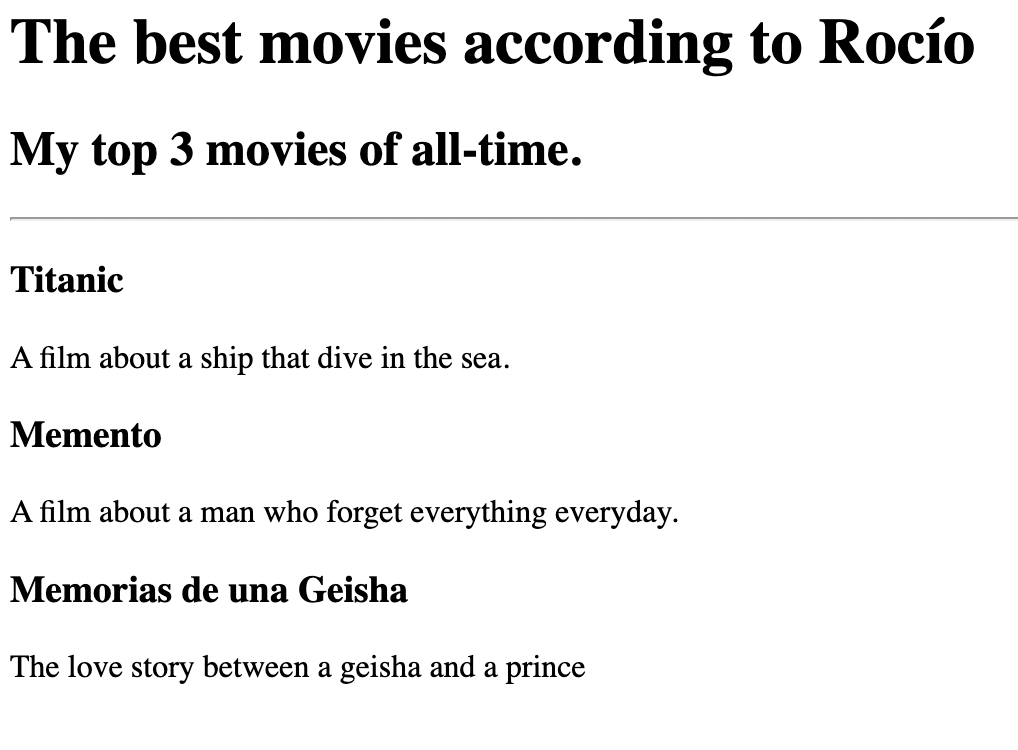 The best movies according to Rocío
My top 3 movies of all-time.
Titanic
A film about a ship that dive in the sea.
Memento
A film about a man who forget everything everyday.
Memorias de una Geisha
The love story between a geisha and a prince